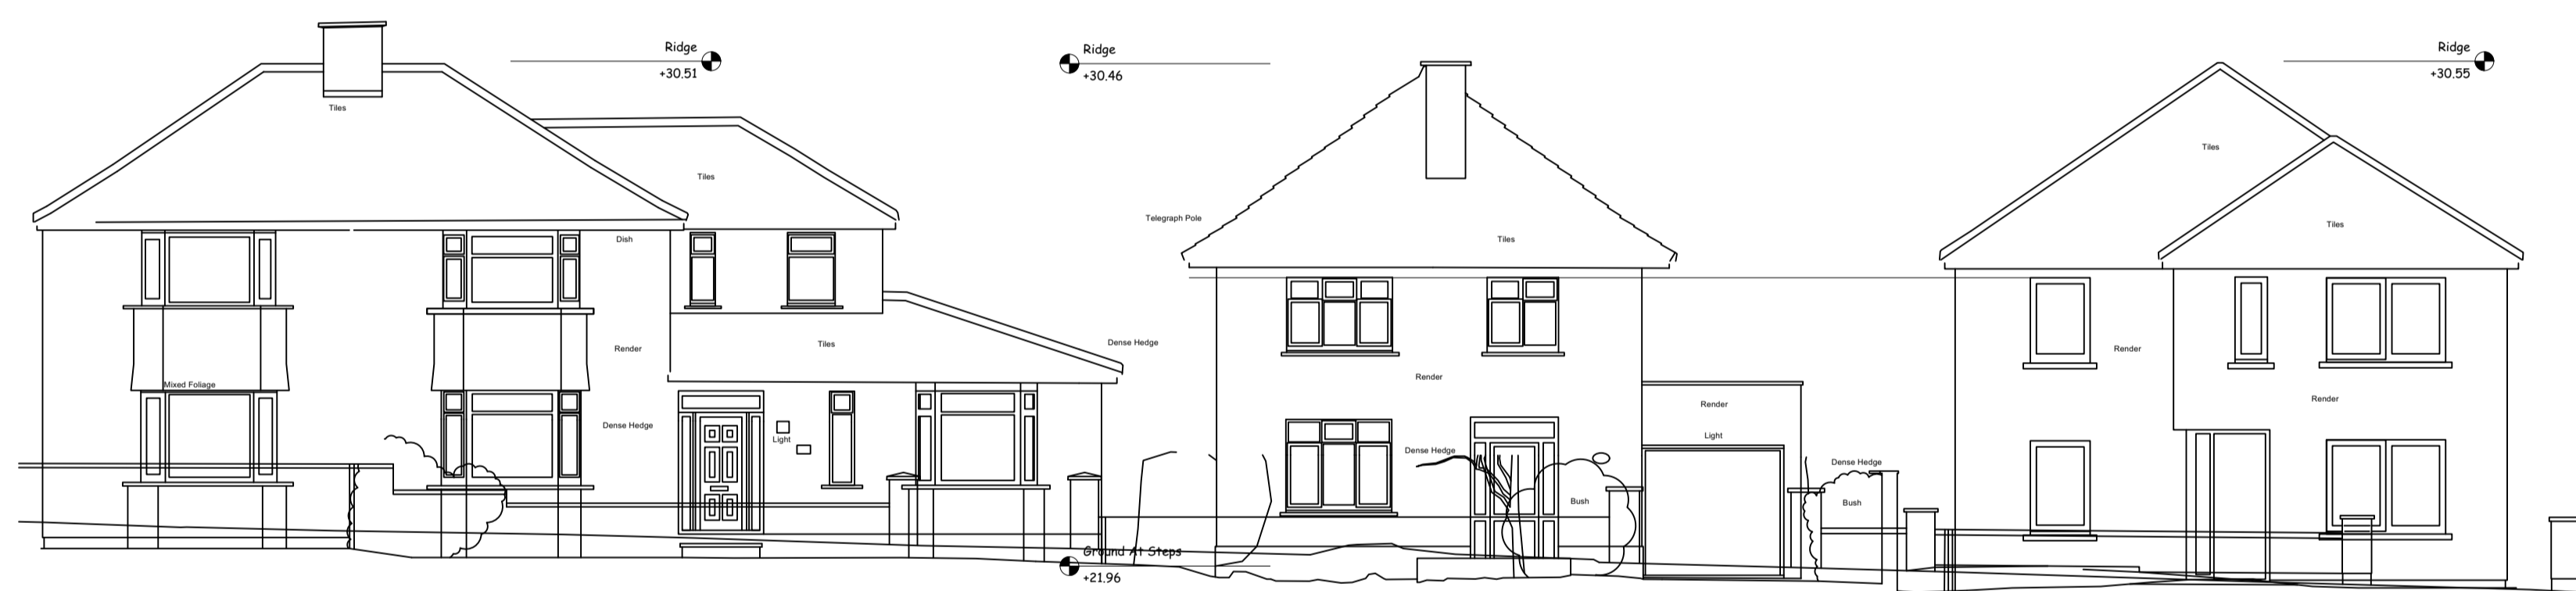 Ridge
+30.51
Ridge
+30.46
Ridge
+30.55
Tiles
Tiles
Tiles
Telegraph Pole
Tiles
Tiles
Dish
Tiles
Dense Hedge
Render
Render
Mixed Foliage
Render
Render
Render
Dense Hedge
Light
Light
Dense Hedge
Dense Hedge
Bush
Bush
Ground At Steps
+21.96